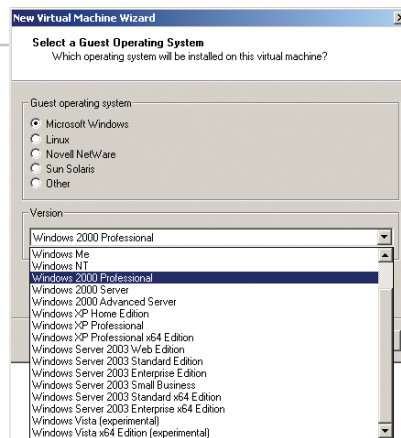 New Virtual Machine Wizard
Select a Guest Operating System
Which operating system will be installed on this virtual machine?
Guest operating system
Microsoft Windows
Linux
Novell NetWare
Sun Solaris
Other
Version
Windows 2000 Professional
Windows Me
Windows NT
Windows 2000 Professional
Windows 2000 Server
Windows 2000 Advanced Server
Windows XP Home Edition
Windows XP Professional
Windows XP Professional x64 Edition
Windows Server 2003 Web Edition
Windows Server 2003 Standard Edition
Windows Server 2003 Enterprise Edition
Windows Server 2003 Small Business
Windows Server 2003 Standard x64 Edition
Windows Server 2003 Enterprise x64 Edition
Windows Vista (experimental)
Windows Vista x64 Edition (experimental)